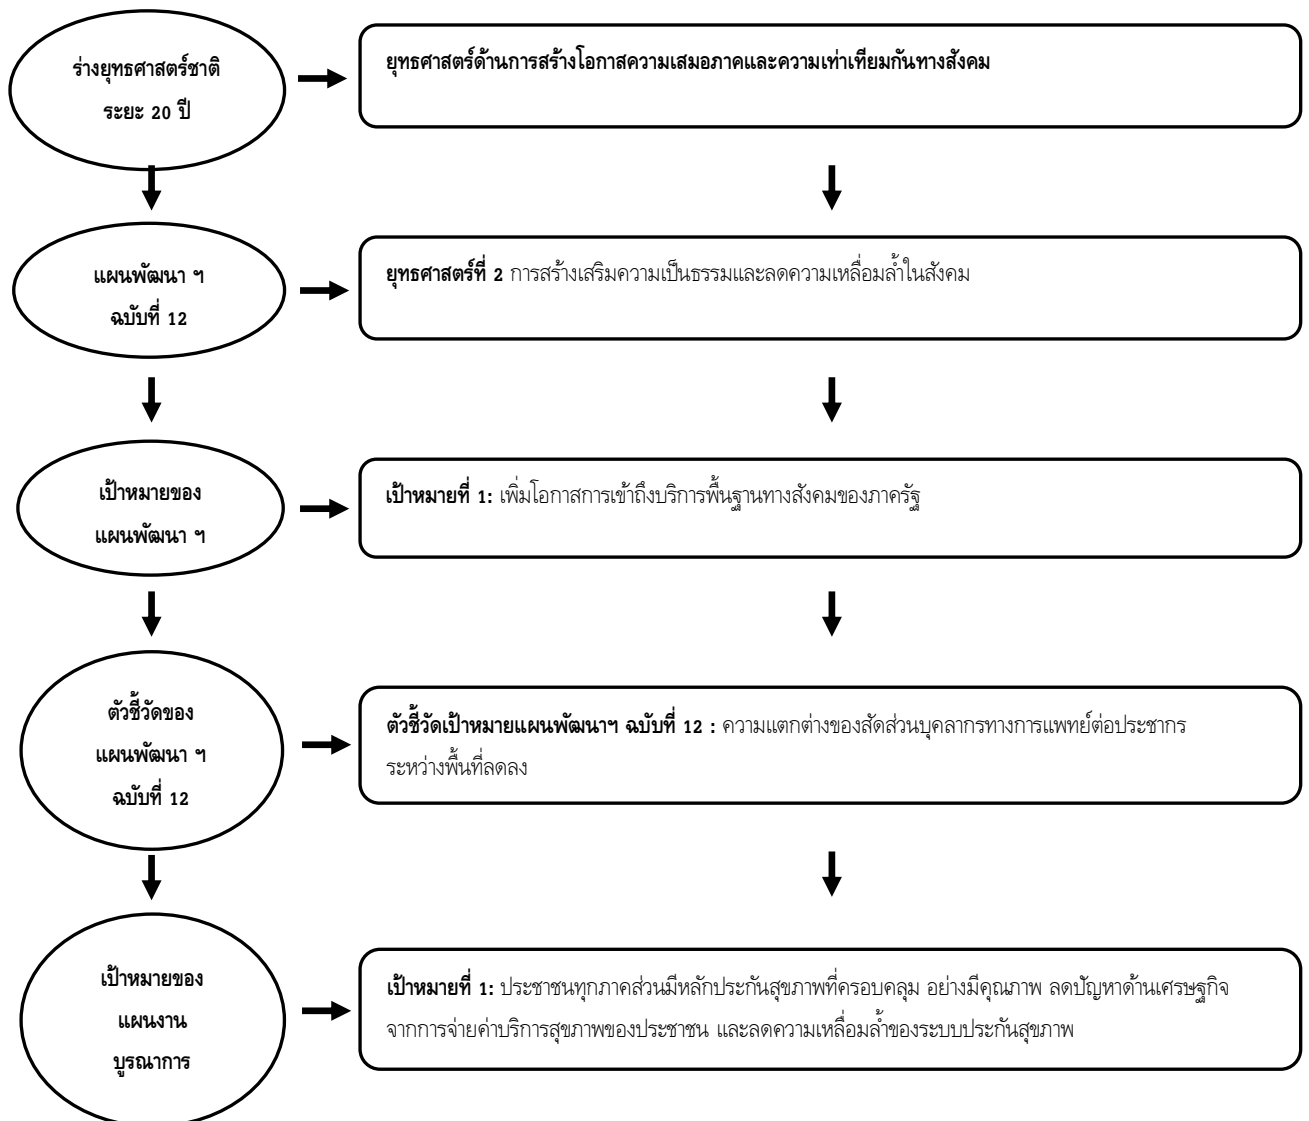 ร่างยุทธศาสตร์ชาติ
ระยะ 20 ปี
ยุทธศาสตร์ด้านการสร้างโอกาสความเสมอภาคและความเท่าเทียมกันทางสังคม
แผนพัฒนา ฯ
ฉบับที่ 12
ยุทธศาสตร์ที่ 2 การสร้างเสริมความเป็นธรรมและลดความเหลื่อมล้ำในสังคม
เป้าหมายของ
แผนพัฒนา ฯ
เป้าหมายที่ 1: เพิ่มโอกาสการเข้าถึงบริการพื้นฐานทางสังคมของภาครัฐ
ตัวชี้วัดของ
แผนพัฒนา ฯ
ฉบับที่ 12
ตัวชี้วัดเป้าหมายแผนพัฒนาฯ ฉบับที่ 12 : ความแตกต่างของสัดส่วนบุคลากรทางการแพทย์ต่อประชากร
ระหว่างพื้นที่ลดลง
เป้าหมายของ
แผนงาน
บูรณาการ
เป้าหมายที่ 1: ประชาชนทุกภาคส่วนมีหลักประกันสุขภาพที่ครอบคลุม อย่างมีคุณภาพ ลดปัญหาด้านเศรษฐกิจ
จากการจ่ายค่าบริการสุขภาพของประชาชน และลดความเหลื่อมล้ำของระบบประกันสุขภาพ